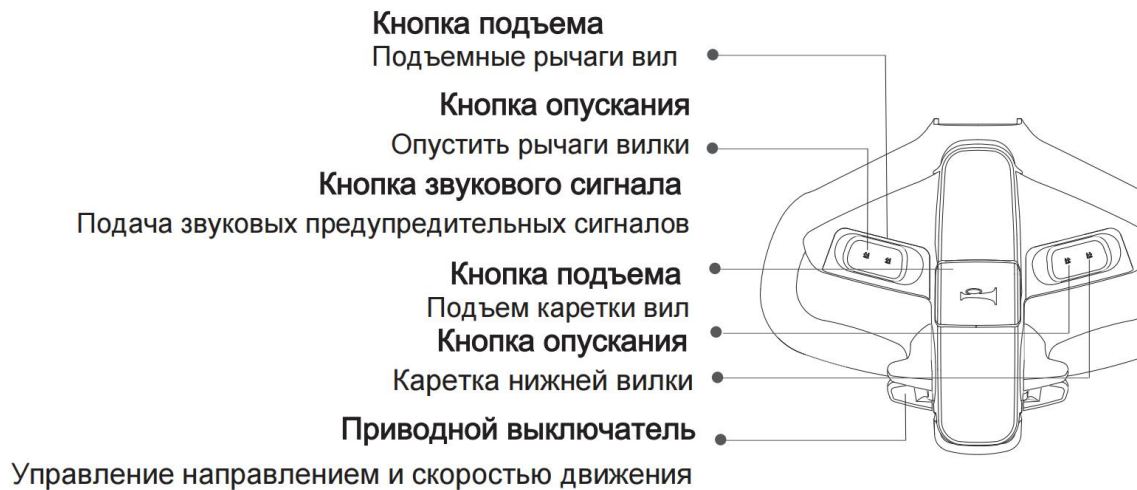 Кнопка подъема
Подъемные рычаги вил
Кнопка опускания
Опустить рычаги вилки
Кнопка звукового сигнала
Подача звуковых предупредительных сигналов
Кнопка подъема
Подъем каретки вил
Кнопка опускания
Каретка нижней вилки
Приводной выключатель
Управление направлением и скоростью движения